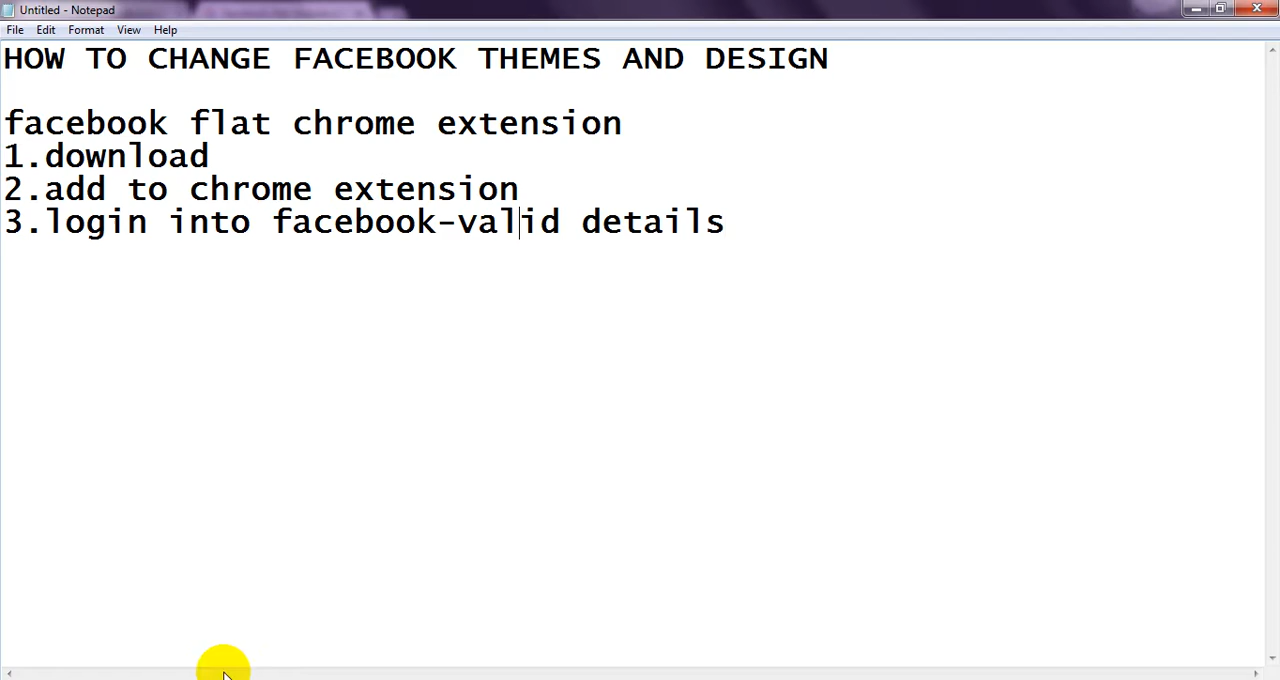 Untitled - Notepad
File Edit Format View Help
HOW TO CHANGE FACEBOOK THEMES AND DESIGN
facebook flat chrome extension
1.download
2.add to chrome extension
3.login into facebook-valid details